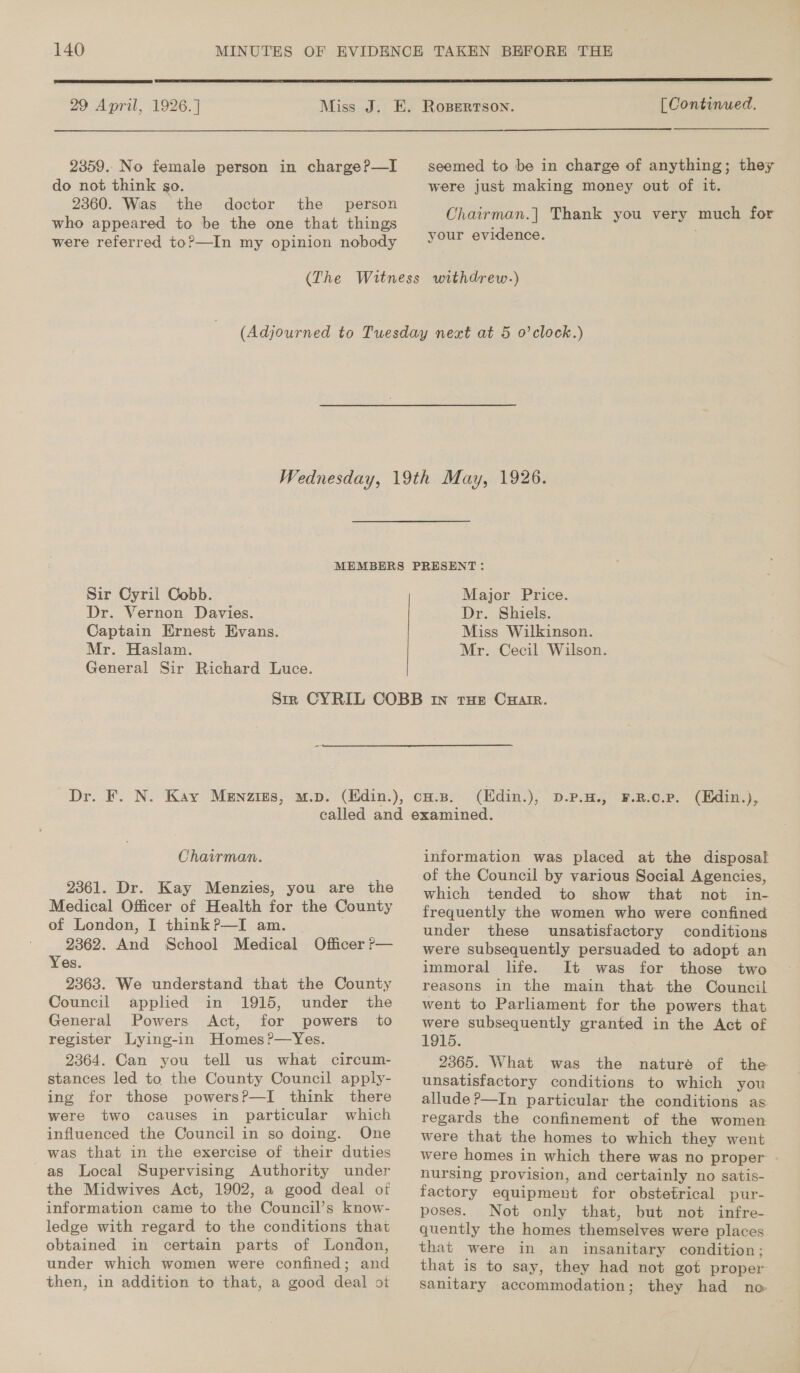 140 MINUTES OF EVIDENCE TAKEN BEFORE THE
29 April, 1926.] Miss J. E. ROBERTSON. [Continued.
2359. No female person in charge?—I
do not think so.
2360. Was the doctor the person
who appeared to be the one that things
were referred to?—In my opinion nobody
seemed to be in charge of anything; they
were just making money out of it.
Chairman.] Thank you very much for
your evidence.
(The Witness withdrew.)
(Adjourned to Tuesday next at 5 o'clock.)
Wednesday, 19th May, 1926.
MEMBERS PRESENT:
Sir Cyril Cobb.
Dr. Vernon Davies.
Captain Ernest Evans.
Mr. Haslam.
General Sir Richard Luce.
Major Price.
Dr. Shiels.
Miss Wilkinson.
Mr. Cecil Wilson.
SIR CYRIL COBB IN THE CHAIR.
Dr. F. N. KAY MENZIES, M.D. (Edin.), CH.B. (Edin.), D.P.H., F.R.C.P. (Edin.),
called and examined.
Chairman.
2361. Dr. Kay Menzies, you are the
Medical Officer of Health for the County
of London, I think?—I am.
2362. And School Medical Officer?—
Yes.
2363. We understand that the County
Council applied in 1915, under the
General Powers Act, for powers to
register Lying-in Homes?—Yes.
2364. Can you tell us what circum-
stances led to the County Council apply-
ing for those powers?—I think there
were two causes in particular which
influenced the Council in so doing. One
was that in the exercise of their duties
as Local Supervising Authority under
the Midwives Act, 1902, a good deal of
information came to the Council's know-
ledge with regard to the conditions that
obtained in certain parts of London,
under which women were confined; and
then, in addition to that, a good deal of
information was placed at the disposal
of the Council by various Social Agencies,
which tended to show that not in-
frequently the women who were confined
under these unsatisfactory conditions
were subsequently persuaded to adopt an
immoral life. It was for those two
reasons in the main that the Council
went to Parliament for the powers that
were subsequently granted in the Act of
1915.
2365. What was the nature of the
unsatisfactory conditions to which you
allude?—In particular the conditions as
regards the confinement of the women
were that the homes to which they went
were homes in which there was no proper
nursing provision, and certainly no satis-
factory equipment for obstetrical pur-
poses. Not only that, but not infre-
quently the homes themselves were places
that were in an insanitary condition;
that is to say, they had not got proper
sanitary accommodation; they had no